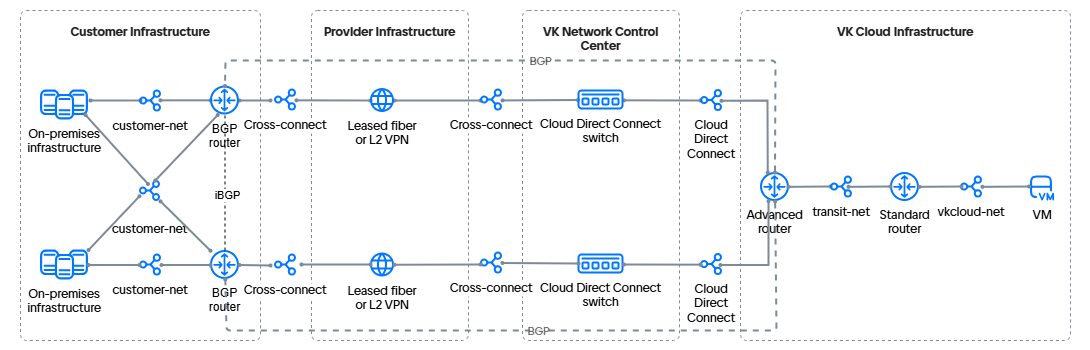 Customer Infrastructure
Provider Infrastructure
VK Network Control
Center
VK Cloud Infrastructure
BGP
On-premises
infrastructure
customer-net
BGP
router
Cross-connect
Leased fiber
or L2 VPN
Cross-connect
Cloud Direct Connect
switch
Cloud
Direct
Connect
iBGP
customer-net
Advanced
router
transit-net
Standard
router
vkcloud-net
VM
VM
On-premises
infrastructure
customer-net
BGP
router
Cross-connect
Leased fiber
or L2 VPN
Cross-connect
Cloud Direct Connect
switch
Cloud
Direct
Connect
BGP